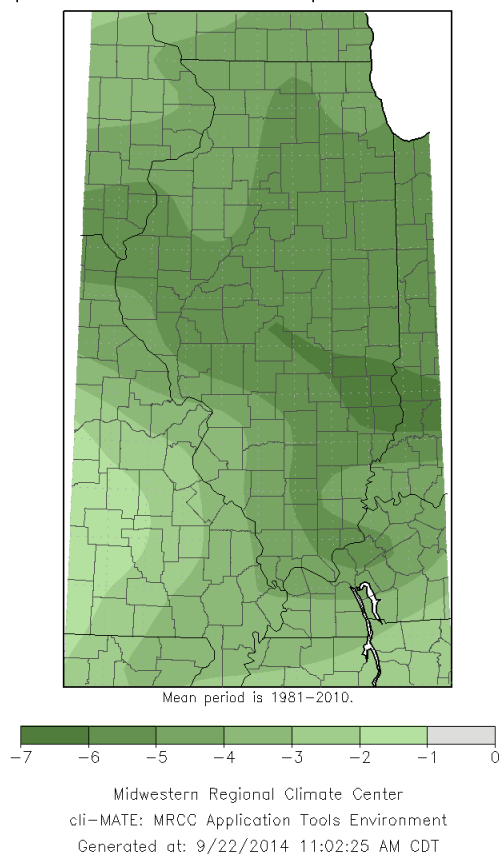 Mean period is 1981-2010.
-7 -6 -5 -4 -3 -2 -1 0
Midwestern Regional Climate Center
cli-MATE: MRCC Application Tools Environment
Generated at: 9/22/2014 11:02:25 AM CDT